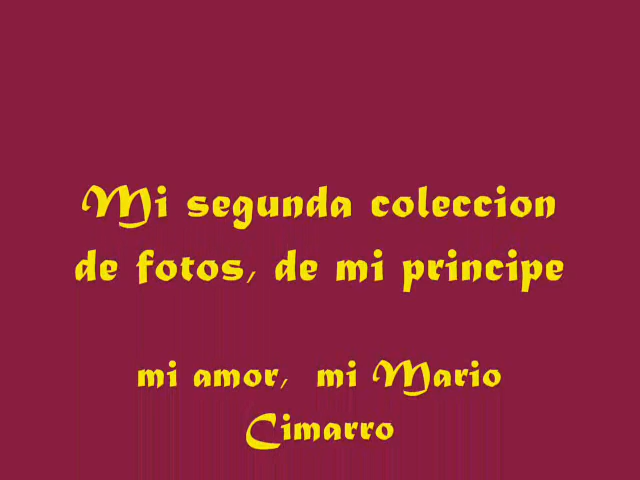 Mi segunda coleccion
de fotos, de mi principe
mi amor, mi Mario
Cimarro